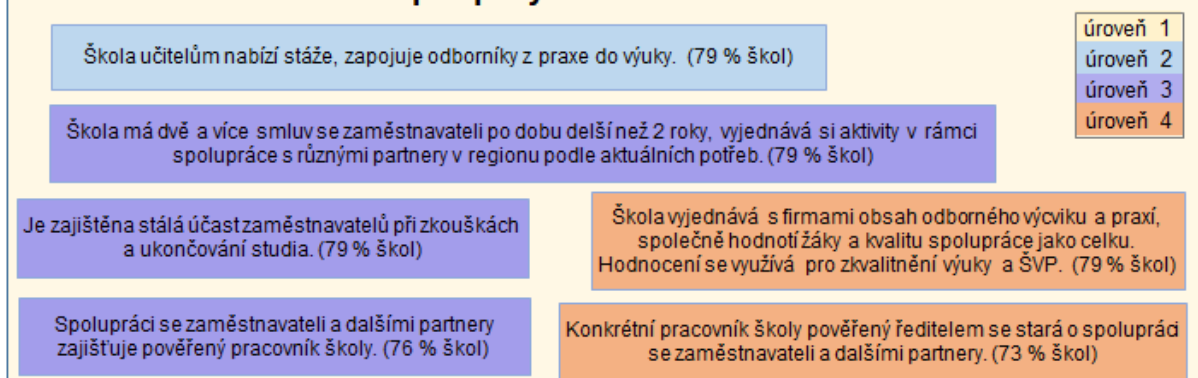 Škola učitelům nabízí stáže, zapojuje odborníky z praxe do výuky. (79 % škol)
úroveň 1
úroveň 2
úroveň 3
úroveň 4
Škola má dvě a více smluv se zaměstnavateli po dobu delší než 2 roky, vyjednává si aktivity v rámci
spolupráce s různými partnery v regionu podle aktuálních potřeb. (79 % škol)
Je zajištěna stálá účast zaměstnavatelů při zkouškách
a ukončování studia. (79 % škol)
Škola vyjednává s firmami obsah odborného výcviku a praxí,
společně hodnotí žáky a kvalitu spolupráce jako celku.
Hodnocení se využívá pro zkvalitnění výuky a ŠVP. (79 % škol)
Spolupráci se zaměstnavateli a dalšími partnery
zajišťuje pověřený pracovník školy. (76 % škol)
Konkrétní pracovník školy pověřený ředitelem se stará o spolupráci
se zaměstnavateli a dalšími partnery. (73 % škol)